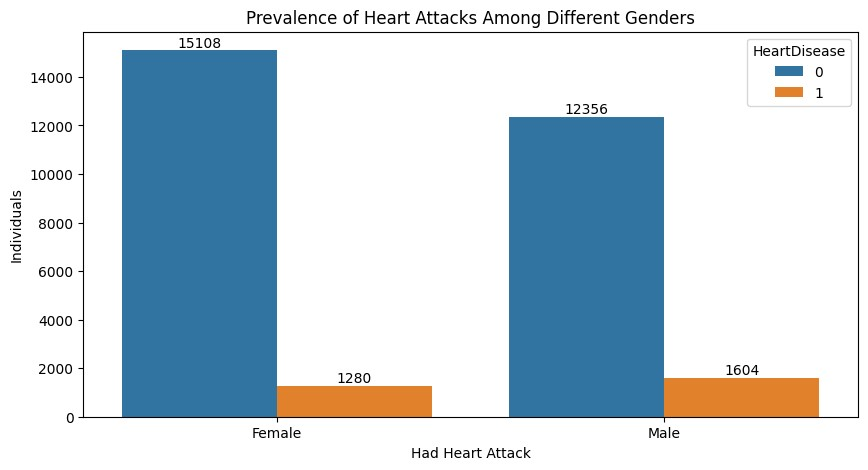 Prevalence of Heart Attacks Among Different Genders
15108
HeartDisease
0
1
14000
12356
12000
10000
Individuals
8000
6000
4000
2000
1604
1280
0
Female
Male
Had Heart Attack